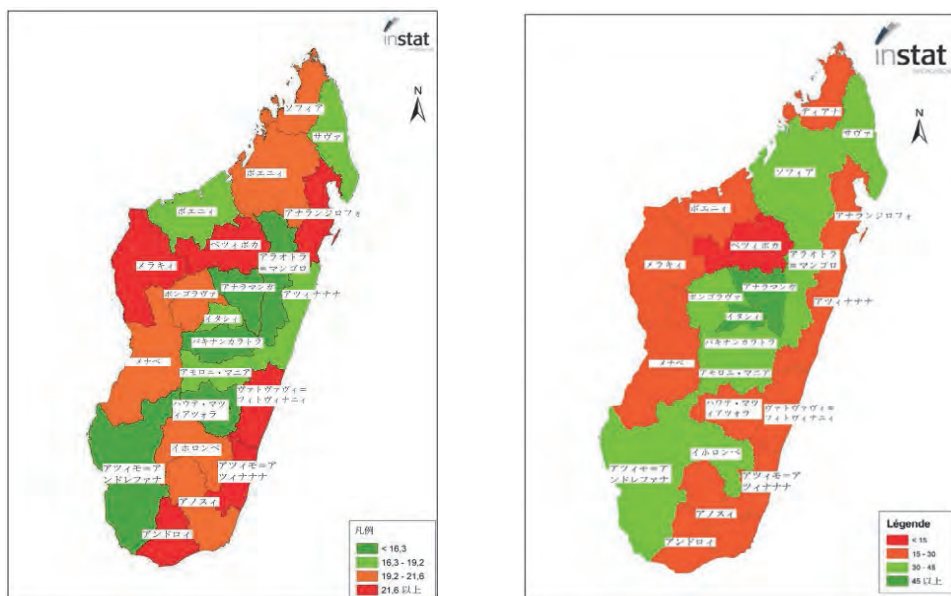 instat
N
ソフィア
サヴァ
ボエニィ
ボエニィ
アナランジロフォ
ベツィボカ
メラキィ
アラオトラ
＝マンゴロ
アナラマンガ
ボンゴラヴァ
アツィナナナ
イタシィ
バキナンカラトラ
メナベ
アモロニ・マニア
ハウテ・マツ
ィアツォラ
ヴァトヴァヴィ＝
フィトヴィナニィ
イホロンベ
アツィモ＝ア
ンドレファナ
アツィモ＝ア
ツィナナナ
アノスィ
アンドロィ
凡例
< 16,3
16,3 - 19,2
19,2 - 21,6
21,6 以上
instat
N
ディアナ
サヴァ
ソフィア
ボエニィ
アナランジロフォ
ベツィボカ
アラオトラ
＝マンゴロ
メラキィ
アナラマンガ
ボンゴラヴァ
アツィナナナ
イタシィ
バキナンカラトラ
メナベ
アモロニ・マニア
ハウテ・マツ
ィアツォラ
ヴァトヴァヴィ＝
フィトヴィナニィ
イホロンベ
アツィモ＝ア
ンドレファナ
アツィモ＝ア
ツィナナナ
アノスィ
アンドロィ
Légende
< 15
15 - 30
30 - 45
45 以上